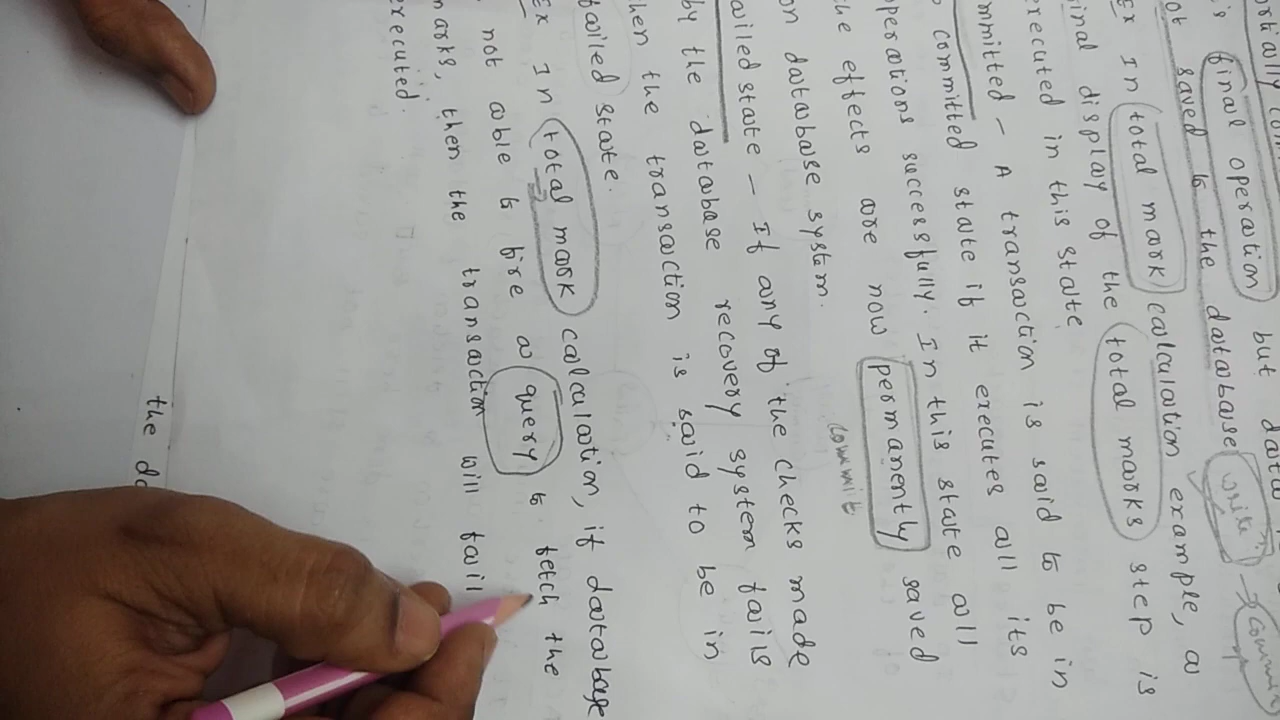 but data
final operation
not saved to the database write
Ex In total mark calculation example, a
final display of the total marks step is
executed in this state
committed - A transaction is said to be in
committed state if it executes all its
operations successfully. In this state all
the effects are now permanently saved
commit
on database system.
Failed state - If any of the checks made
by the database recovery system fails
then the transaction is said to be in
failed state.
Ex In total mark calculation, if database
not able to fire a query to fetch the
marks, then the transaction will fail
executed.
the